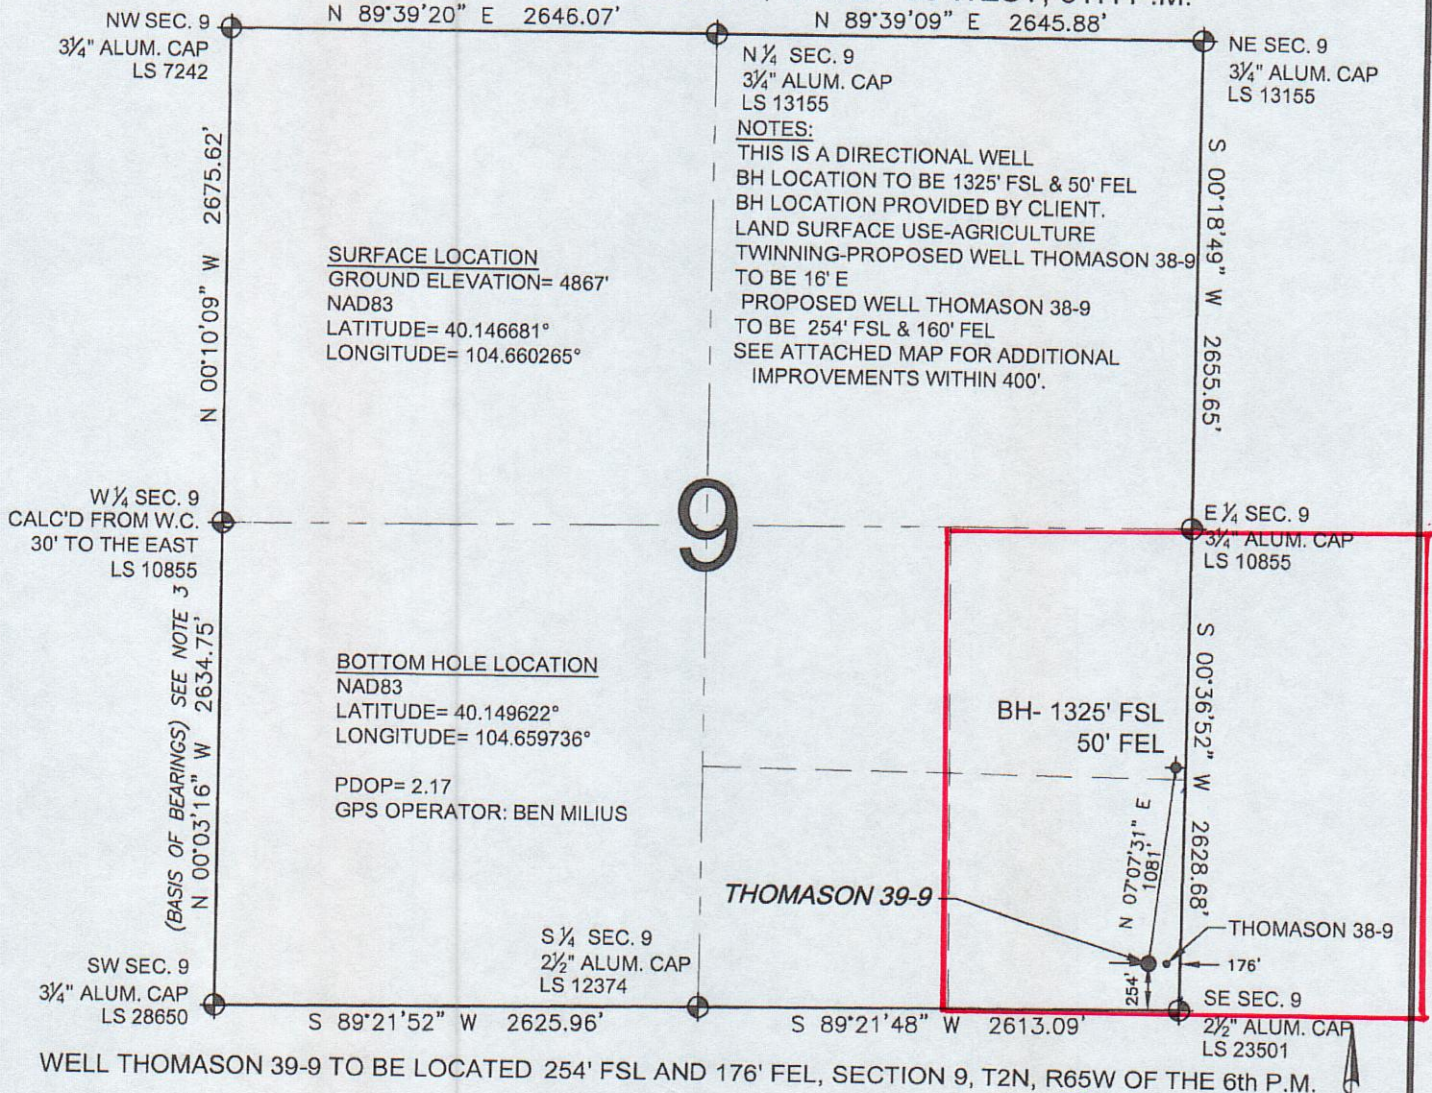 N 89°39'20" E 2646.07'
N 89°39'09" E 2645.88'
NW SEC. 9
3¼" ALUM. CAP
LS 7242
N ¼ SEC. 9
3¼" ALUM. CAP
LS 13155
NE SEC. 9
3¼" ALUM. CAP
LS 13155
NOTES:
THIS IS A DIRECTIONAL WELL
BH LOCATION TO BE 1325' FSL & 50' FEL
BH LOCATION PROVIDED BY CLIENT.
LAND SURFACE USE-AGRICULTURE
TWINNING-PROPOSED WELL THOMASON 38-9
TO BE 16' E
PROPOSED WELL THOMASON 38-9
TO BE 254' FSL & 160' FEL
SEE ATTACHED MAP FOR ADDITIONAL
IMPROVEMENTS WITHIN 400'.
N 00°10'09" W 2675.62'
SURFACE LOCATION
GROUND ELEVATION= 4867'
NAD83
LATITUDE= 40.146681°
LONGITUDE= 104.660265°
S 00°18'49" W 2655.65'
W ¼ SEC. 9
CALC'D FROM W.C.
30' TO THE EAST
LS 10855
9
E ¼ SEC. 9
3¼" ALUM. CAP
LS 10855
(BASIS OF BEARINGS) SEE NOTE 3
N 00°03'16" W 2634.75'
BOTTOM HOLE LOCATION
NAD83
LATITUDE= 40.149622°
LONGITUDE= 104.659736°
PDOP= 2.17
GPS OPERATOR: BEN MILIUS
BH- 1325' FSL
50' FEL
S 00°36'52" W 2628.68'
N 07°07'31" E
1081'
THOMASON 39-9
THOMASON 38-9
176'
254'
SW SEC. 9
3¼" ALUM. CAP
LS 28650
S ¼ SEC. 9
2½" ALUM. CAP
LS 12374
SE SEC. 9
2½" ALUM. CAP
LS 23501
S 89°21'52" W 2625.96'
S 89°21'48" W 2613.09'
WELL THOMASON 39-9 TO BE LOCATED 254' FSL AND 176' FEL, SECTION 9, T2N, R65W OF THE 6th P.M.